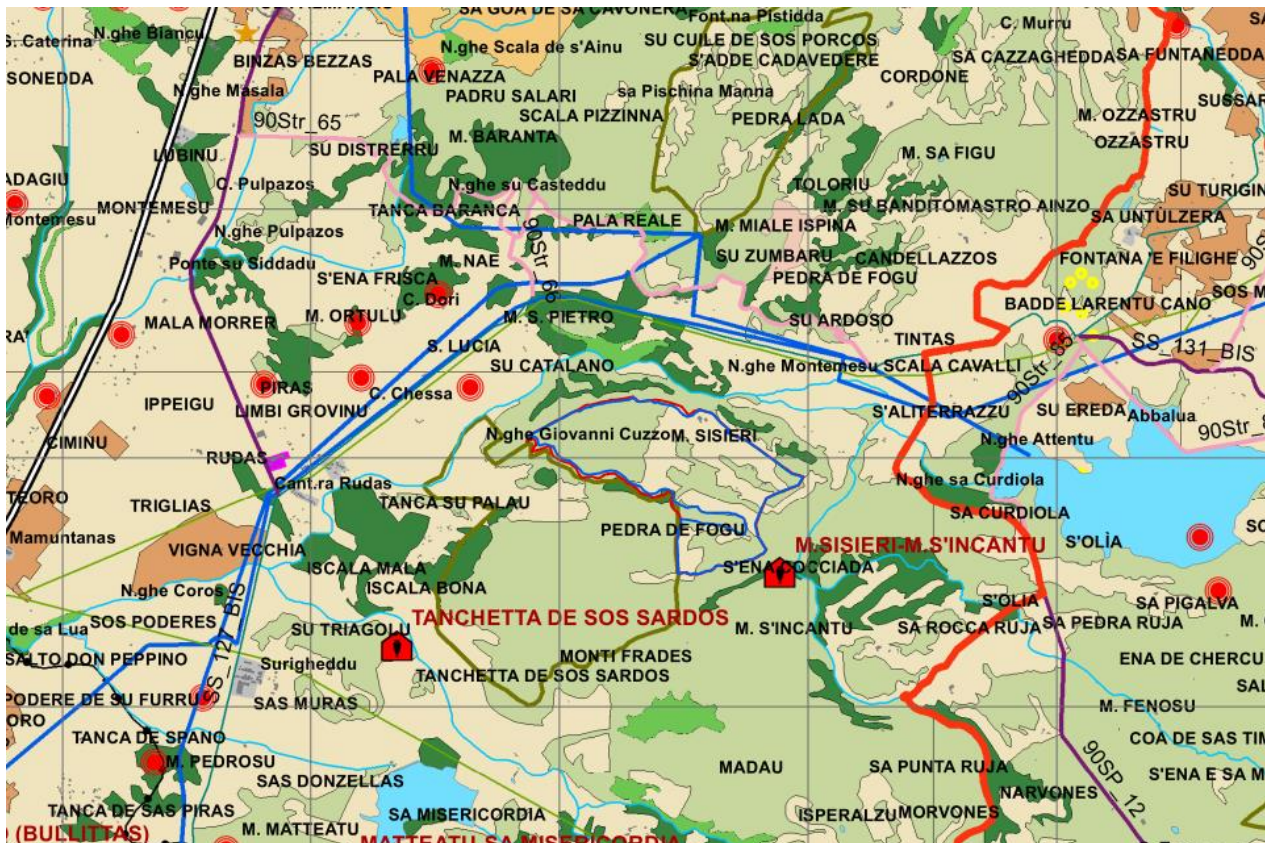 SA GOA DE SA CAVONERA
Font.na Pistidda
C. Murru
N.ghe Biancu
S. Caterina
SU CUILE DE SOS PORCOS
N.ghe Scala de s'Ainu
S'ADDE CADAVEDERE
SA CAZZAGHEDDA
SA FUNTANEDDA
BINZAS BEZZAS
SONEDDA
PALA VENAZZA
CORDONE
N.ghe Masala
PADRU SALARI
sa Pischina Manna
SUSSAR
SCALA PIZZINNA
PEDRA LADA
M. OZZASTRU
90Str_65
M. BARANTA
OZZASTRU
LUBINU
SU DISTRERRU
M. SA FIGU
ADAGIU
C. Pulpazos
N.ghe su Casteddu
TOLORIU
SU TURIGIN
Montemesu
MONTEMESU
TANCA BARANCA
PALA REALE
M. SU BANDITO
MASTRO AINZO
SA UNTULZERA
N.ghe Pulpazos
M. MIALE ISPINA
90Str_66
Ponte su Siddadu
M. NAE
SU ZUMBARU
CANDELLAZZOS
FONTANA 'E FILIGHE
S'ENA FRISCA
PEDRA DE FOGU
C. Dori
BADDE LARENTU
CANO
SOS M
MALA MORRER
M. ORTULU
M. S. PIETRO
SU ARDOSO
TINTAS
S. LUCIA
SS_131_BIS
90Str_85
SU CATALANO
N.ghe Montemesu
SCALA CAVALLI
PIRAS
C. Chessa
IPPEIGU
LIMBI GROVINU
S'ALITERRAZZU
SU EREDA
Abbalua
CIMINU
N.ghe Giovanni Cuzzo
M. SISIERI
N.ghe Attentu
90Str_8
RUDAS
Cant.ra Rudas
N.ghe sa Curdiola
TEORO
TRIGLIAS
TANCA SU PALAU
SA CURDIOLA
Mamuntanas
PEDRA DE FOGU
S'OLÌA
VIGNA VECCHIA
M.SISIERI-M.S'INCANTU
ISCALA MALA
S'ENA COCCIADA
N.ghe Coros
ISCALA BONA
S'OLIA
SA PIGALVA
SOS PODERES
TANCHETTA DE SOS SARDOS
de sa Lua
SU TRIAGOLU
M. S'INCANTU
SA ROCCA RUJA
SA PEDRA RUJA
SALTO DON PEPPINO
Surigheddu
MONTI FRADES
ENA DE CHERCU
SS_127_BIS
TANCHETTA DE SOS SARDOS
PODERE DE SU FURRU
SAS MURAS
M. FENOSU
ORO
TANCA DE SPANO
COA DE SAS TIM
M. PEDROSU
SAS DONZELLAS
MADAU
SA PUNTA RUJA
90SP_12
S'ENA E SA M
NARVONES
TANCA DE SAS PIRAS
SA MISERICORDIA
ISPERALZU
MORVONES
(BULLITTAS)
M. MATTEATU
MATTEATU-SA MISERICORDIA